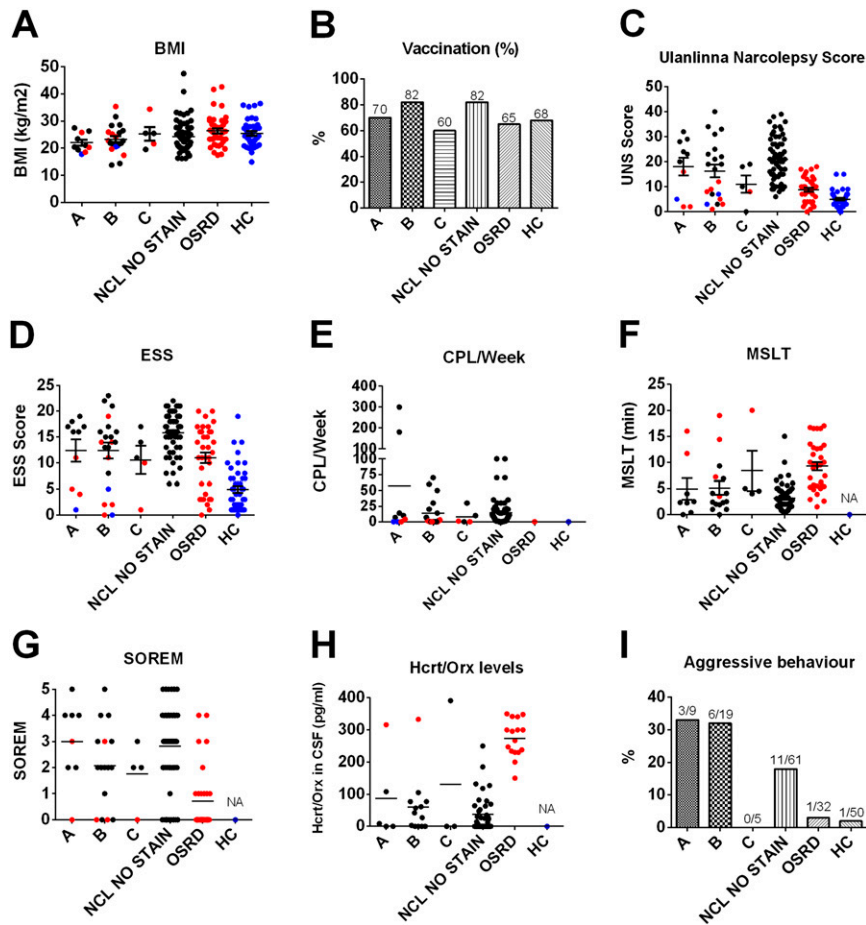 A
BMI
BMI (kg/m2)
50
40
30
20
10
0
A
B
C
NCL NO STAIN
OSRD
HC
B
Vaccination (%)
%
100
80
60
40
20
0
70
82
60
82
65
68
A
B
C
NCL NO STAIN
OSRD
HC
C
Ulanlinna Narcolepsy Score
UNS Score
50
40
30
20
10
0
A
B
C
NCL NO STAIN
OSRD
HC
D
ESS
ESS Score
25
20
15
10
5
0
A
B
C
NCL NO STAIN
OSRD
HC
E
CPL/Week
CPL/Week
400
300
200
100
75
50
25
0
A
B
C
NCL NO STAIN
OSRD
HC
F
MSLT
MSLT (min)
25
20
15
10
5
0
NA
A
B
C
NCL NO STAIN
OSRD
HC
G
SOREM
SOREM
5
4
3
2
1
0
NA
A
B
C
NCL NO STAIN
OSRD
HC
H
Hcrt/Orx levels
Hcrt/Orx in CSF (pg/ml)
400
300
200
100
0
NA
A
B
C
NCL NO STAIN
OSRD
HC
I
Aggressive behaviour
%
40
30
20
10
0
3/9
6/19
0/5
11/61
1/32
1/50
A
B
C
NCL NO STAIN
OSRD
HC